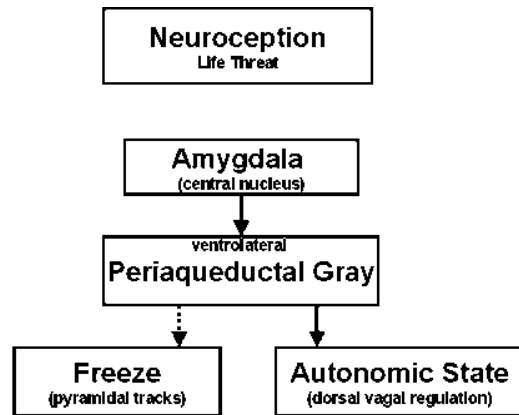 Neuroception
Life Threat
Amygdala
(central nucleus)
ventrolateral
Periaqueductal Gray
Freeze
(pyramidal tracks)
Autonomic State
(dorsal vagal regulation)